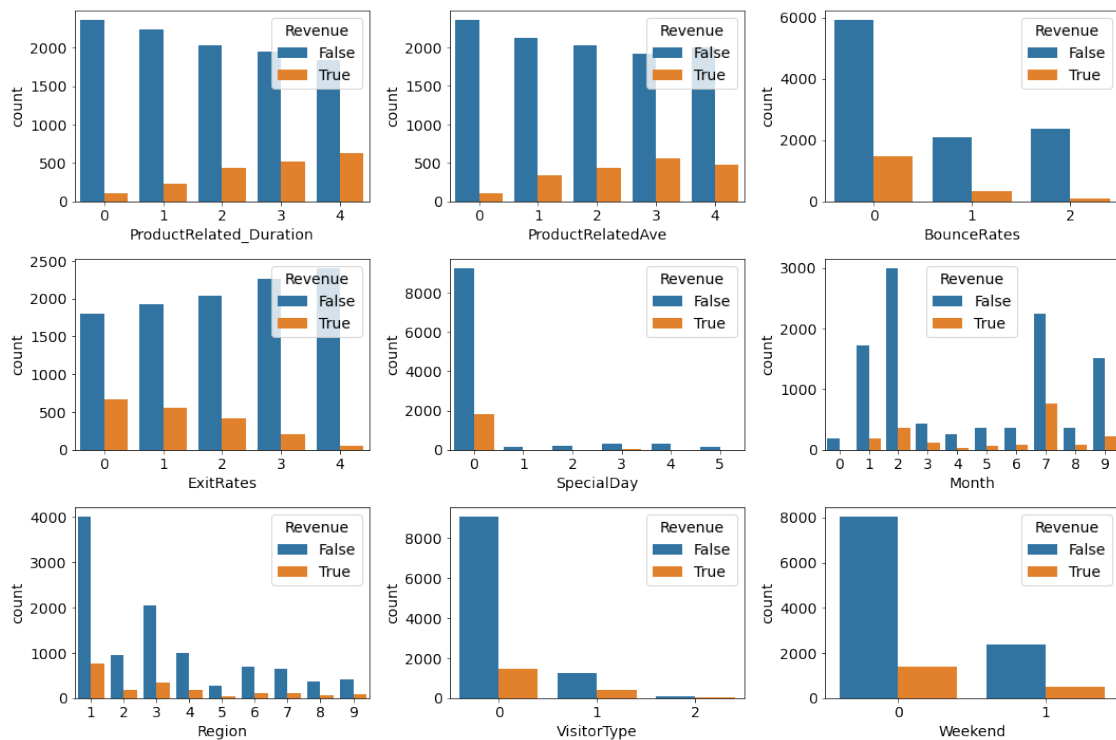 Revenue
False
True
2000
1500
1000
500
0
count
0 1 2 3 4
ProductRelated_Duration
Revenue
False
True
2000
1500
1000
500
0
count
0 1 2 3 4
ProductRelatedAve
Revenue
False
True
6000
4000
2000
0
count
0 1 2
BounceRates
Revenue
False
True
2500
2000
1500
1000
500
0
count
0 1 2 3 4
ExitRates
Revenue
False
True
8000
6000
4000
2000
0
count
0 1 2 3 4 5
SpecialDay
Revenue
False
True
3000
2000
1000
0
count
0 1 2 3 4 5 6 7 8 9
Month
Revenue
False
True
4000
3000
2000
1000
0
count
1 2 3 4 5 6 7 8 9
Region
Revenue
False
True
8000
6000
4000
2000
0
count
0 1 2
VisitorType
Revenue
False
True
8000
6000
4000
2000
0
count
0 1
Weekend